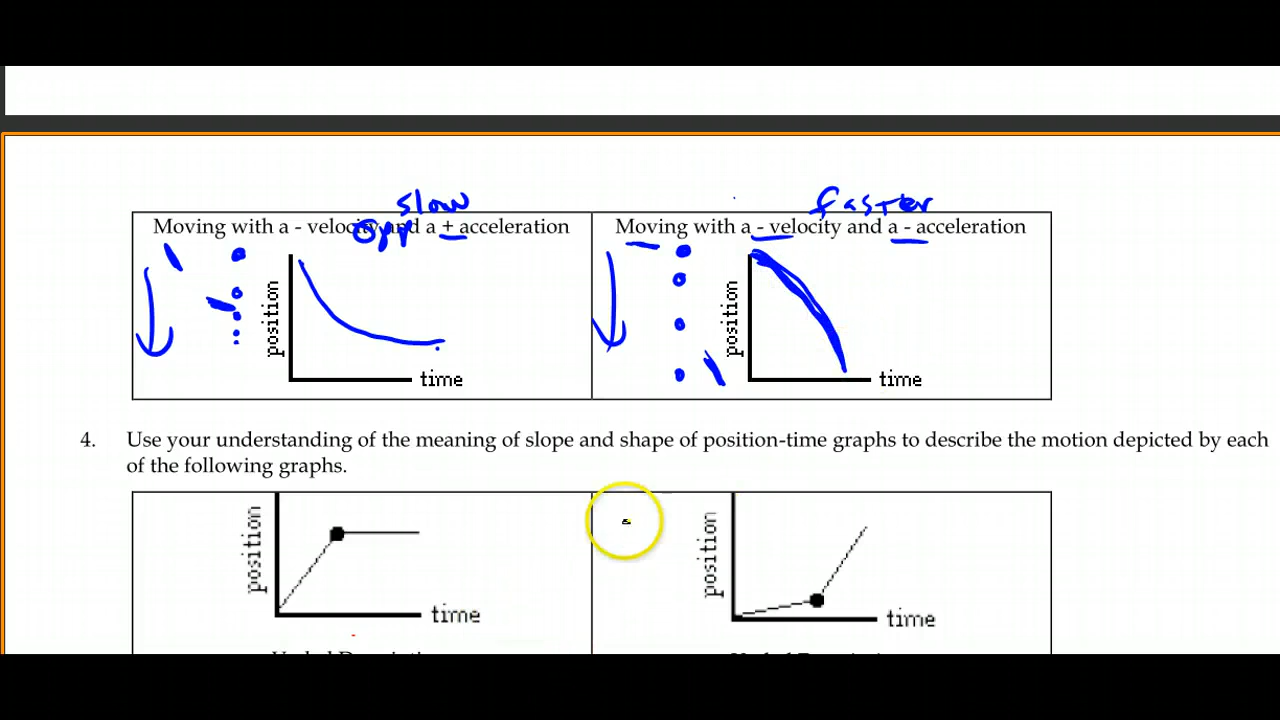 slow
faster
Moving with a - velocity and a + acceleration
Opp
Moving with a - velocity and a - acceleration
position
time
position
time
4. Use your understanding of the meaning of slope and shape of position-time graphs to describe the motion depicted by each
of the following graphs.
position
time
position
time